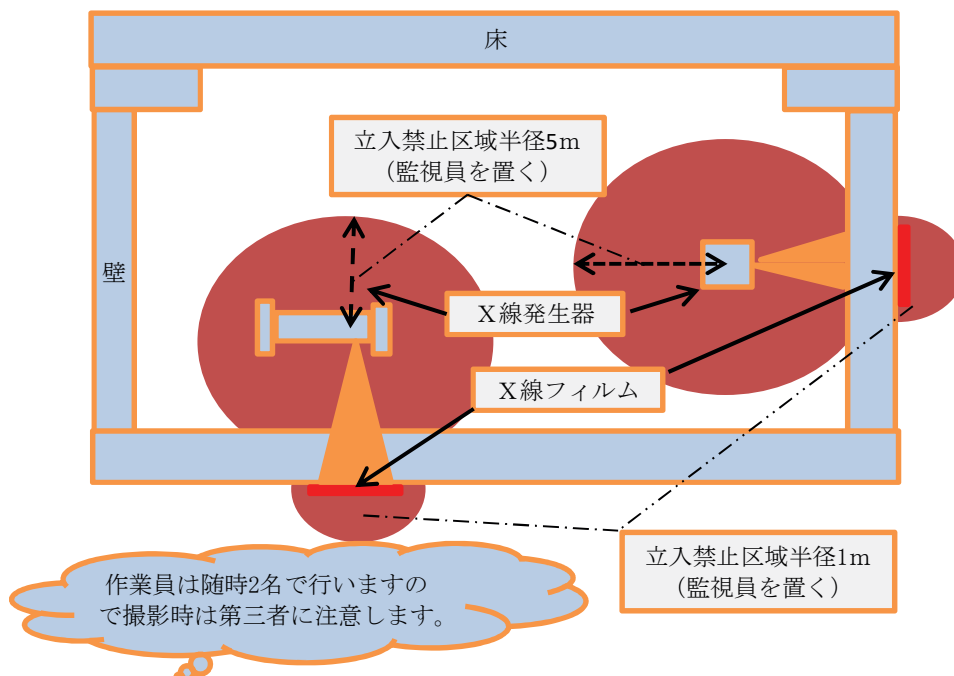 床
立入禁止区域半径5m
（監視員を置く）
壁
X線発生器
X線フィルム
立入禁止区域半径1m
（監視員を置く）
作業員は随時2名で行いますの
で撮影時は第三者に注意します。